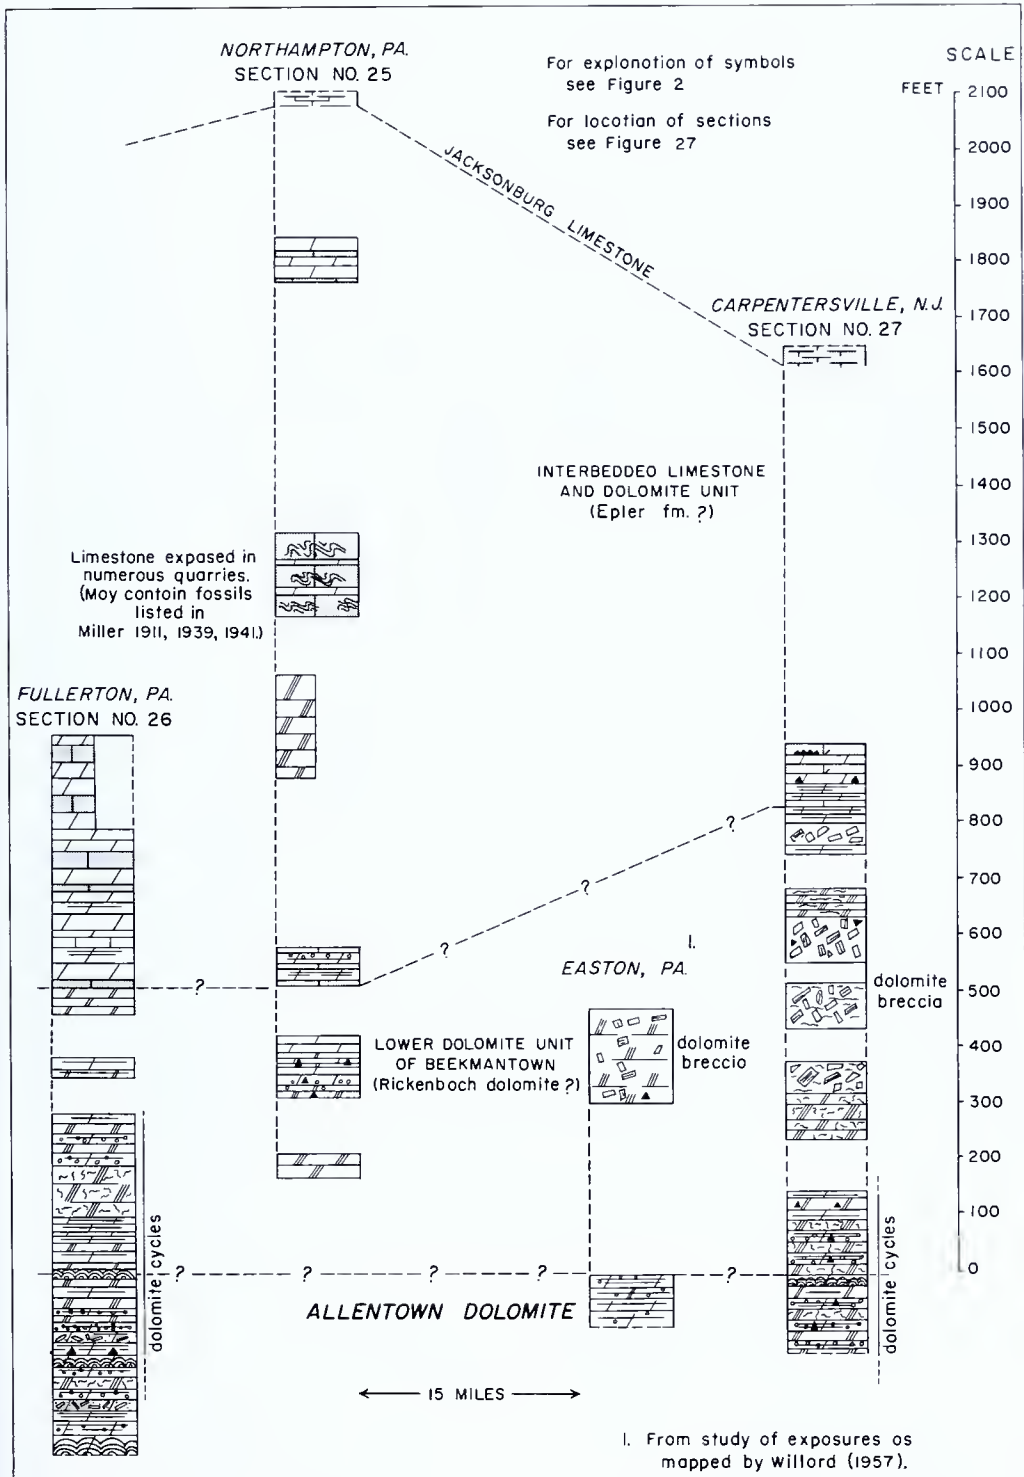 NORTHAMPTON, PA.
SECTION NO. 25
For explonotion of symbols
see Figure 2
For locotian of sections
see Figure 27
SCALE
FEET
2100
2000
1900
1800
1700
1600
1500
1400
1300
1200
1100
1000
900
800
700
600
500
400
300
200
100
0
JACKSONBURG LIMESTONE
CARPENTERSVILLE, N.J.
SECTION NO. 27
INTERBEDDEO LIMESTONE
AND DOLOMITE UNIT
(Epler fm. ?)
Limestone expased in
numerous quarries.
(Moy contoin fossils
listed in
Miller 1911, 1939, 1941.)
FULLERTON, PA.
SECTION NO. 26
?
?
?
?
1.
EASTON, PA.
dolomite
breccia
LOWER DOLOMITE UNIT
OF BEEKMANTOWN
(Rickenboch dolomite ?)
dolomite
breccio
dolomite cycles
dolomite cycles
?
?
?
?
?
ALLENTOWN DOLOMITE
15 MILES
1. From study of exposures os
mapped by Willord (1957).